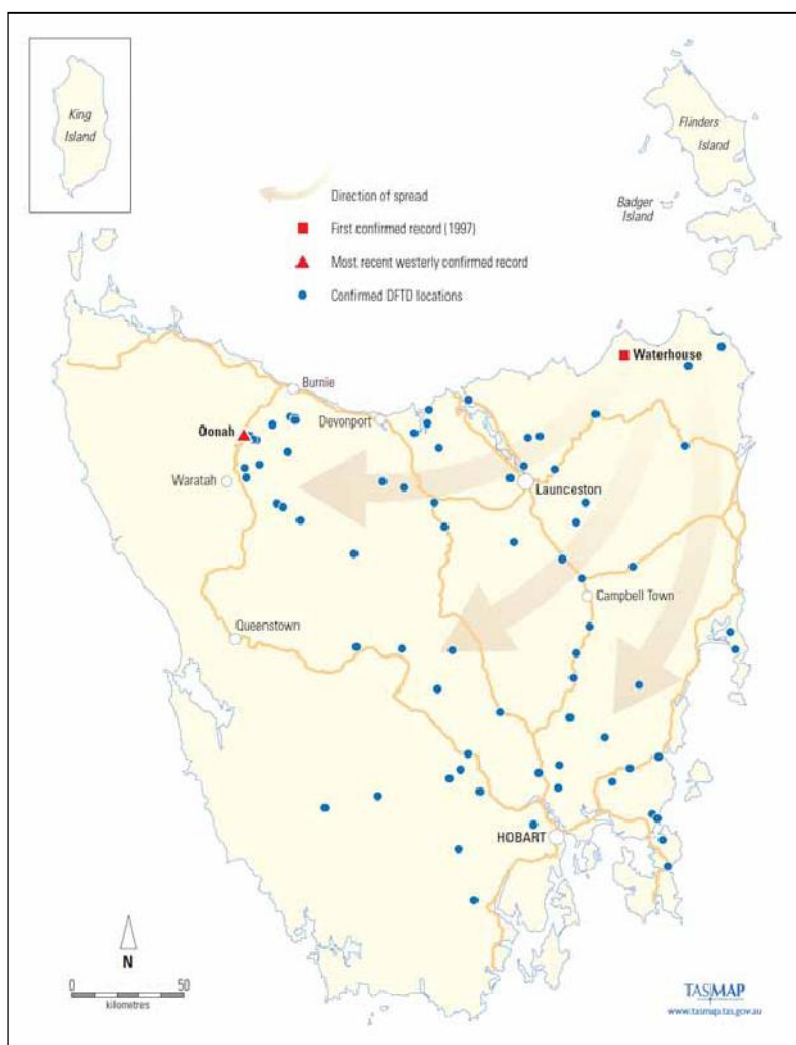 King
Island
Flinders
Island
Badger
Island
Direction of spread
First confirmed record (1997)
Most recent westerly confirmed record
Confirmed DFTD locations
Waterhouse
Burnie
Devonport
Oonah
Waratah
Launceston
Campbell Town
Queenstown
HOBART
N
0 50
kilometres
TASMAP
www.tasmap.tas.gov.au